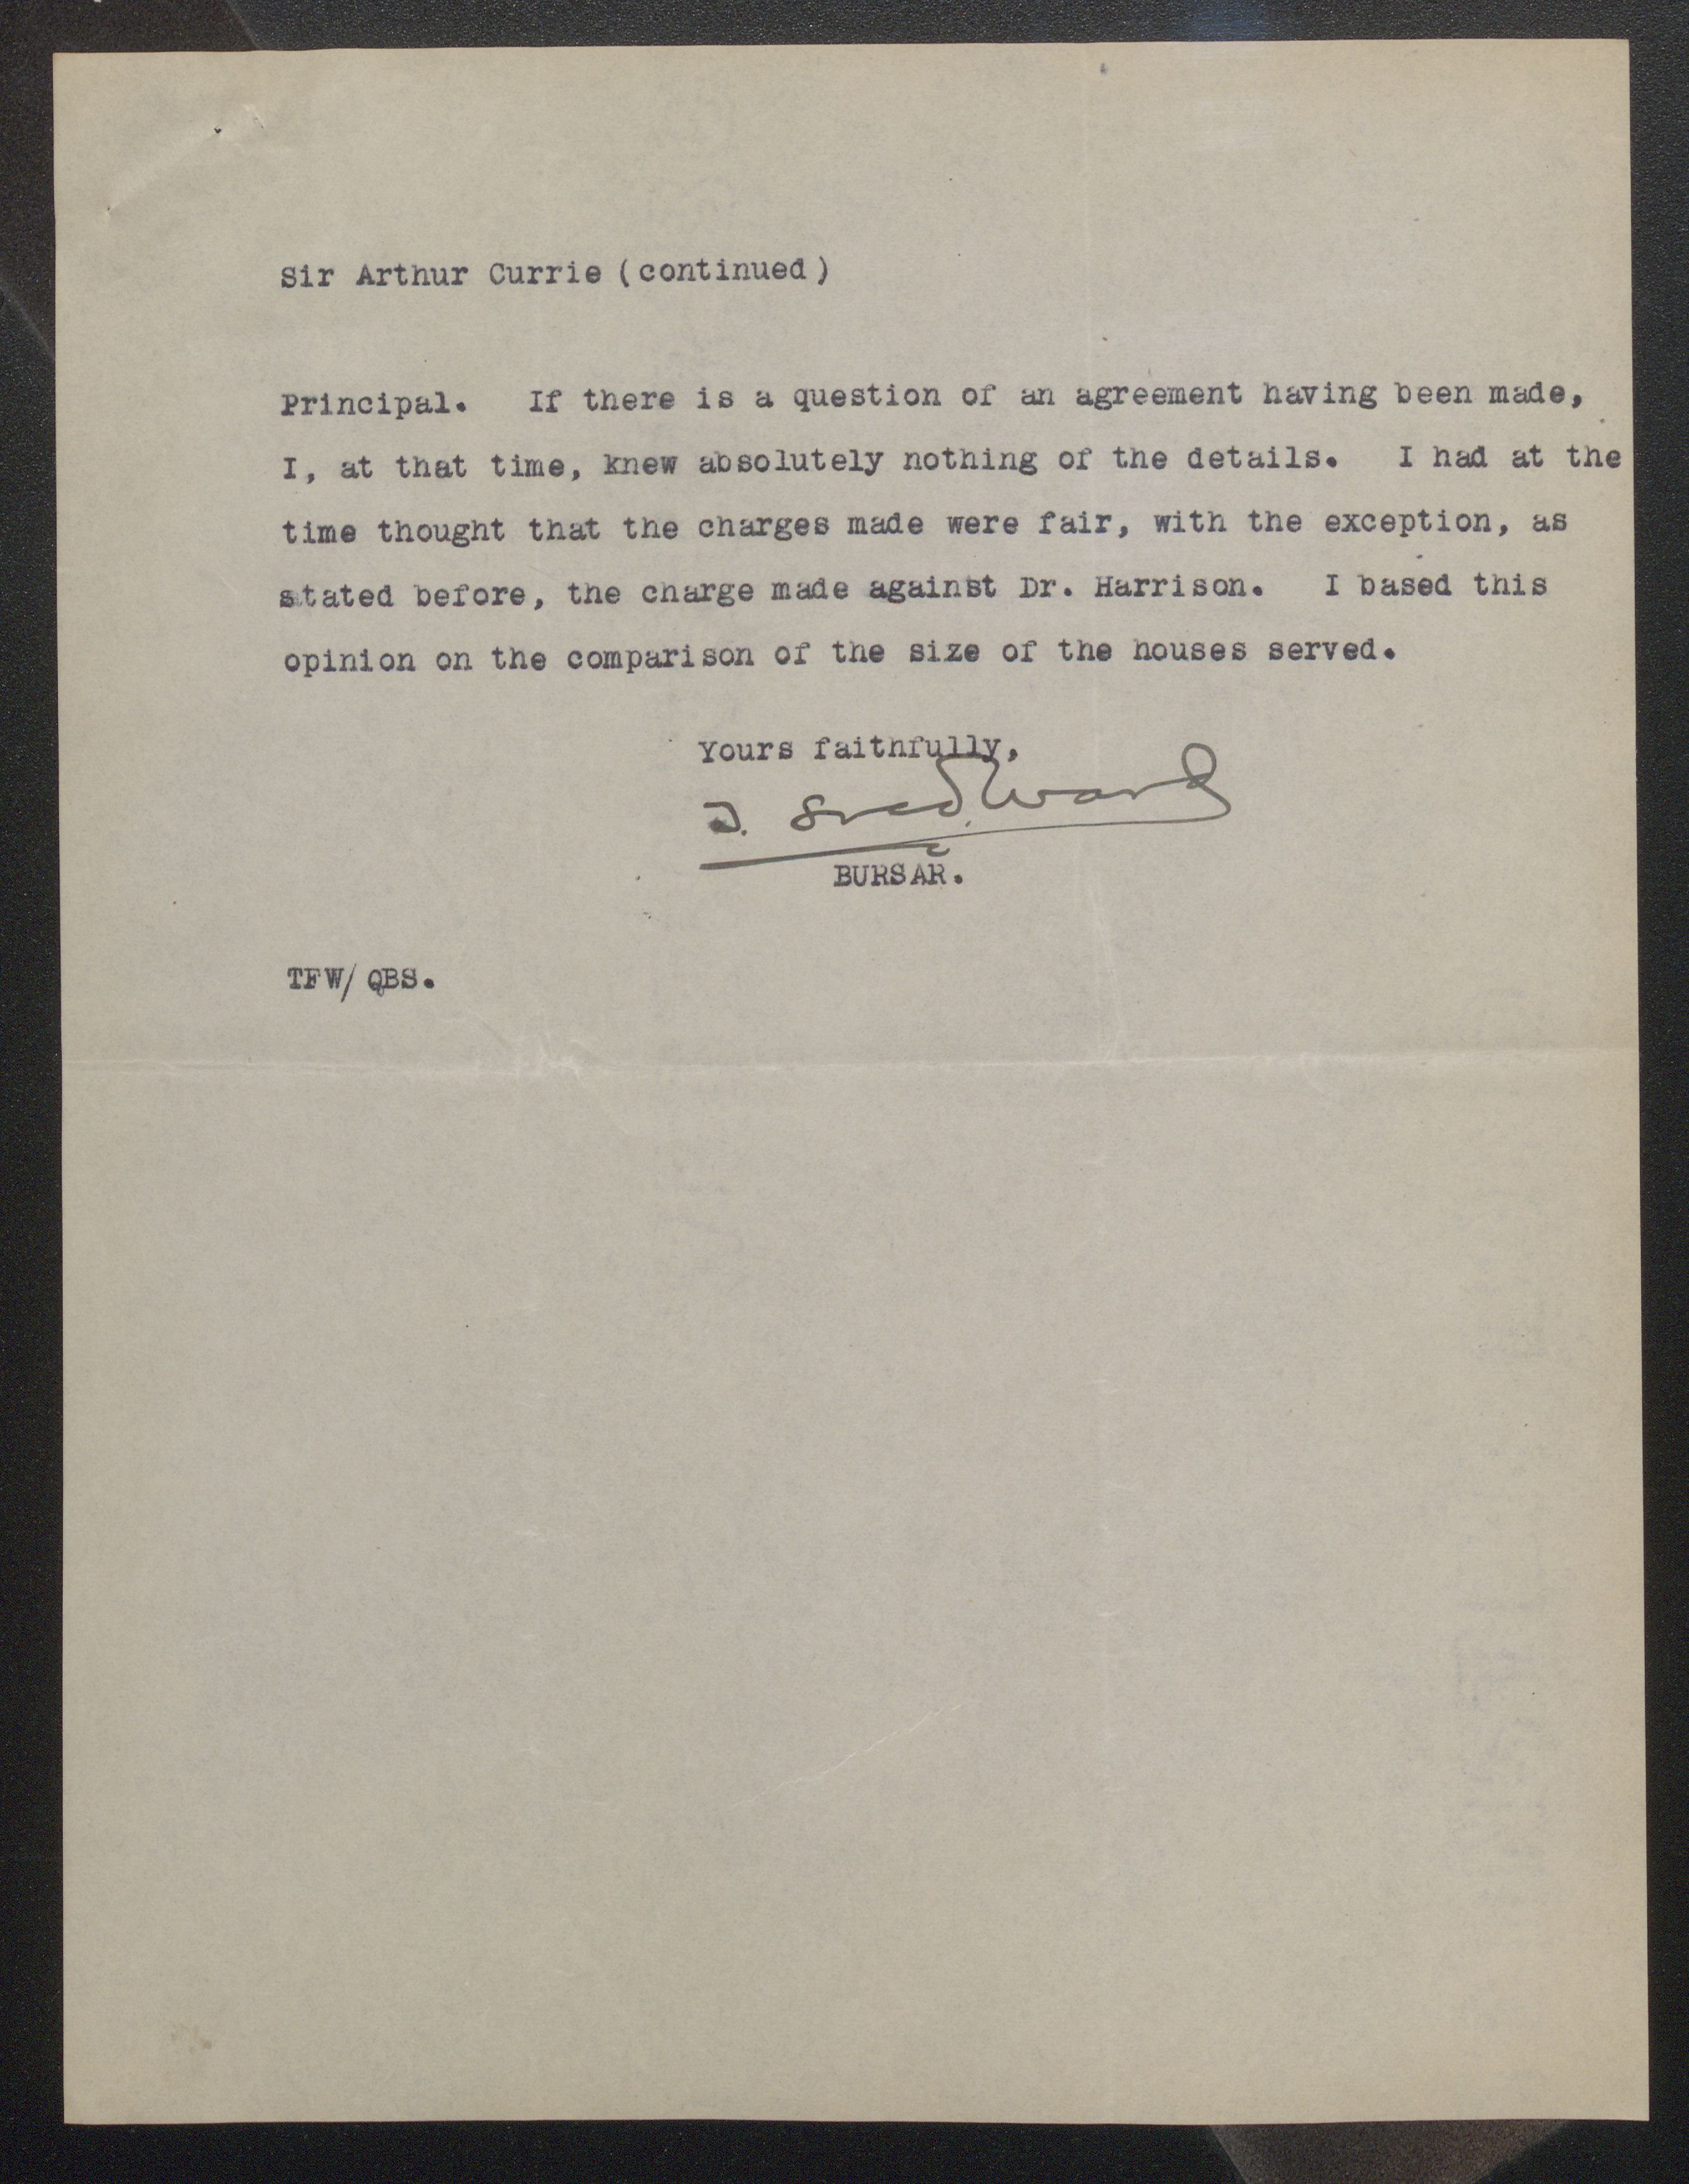 Sir Arthur Currie (continued)
Principal. If there is a question of an agreement having been made,
I, at that time, knew absolutely nothing of the details. I had at the
time thought that the charges made were fair, with the exception, as
stated before, the charge made against Dr. Harrison. I based this
opinion on the comparison of the size of the houses served.
Yours faithfully,
Ward
BURSAR.
TFW/QBS.